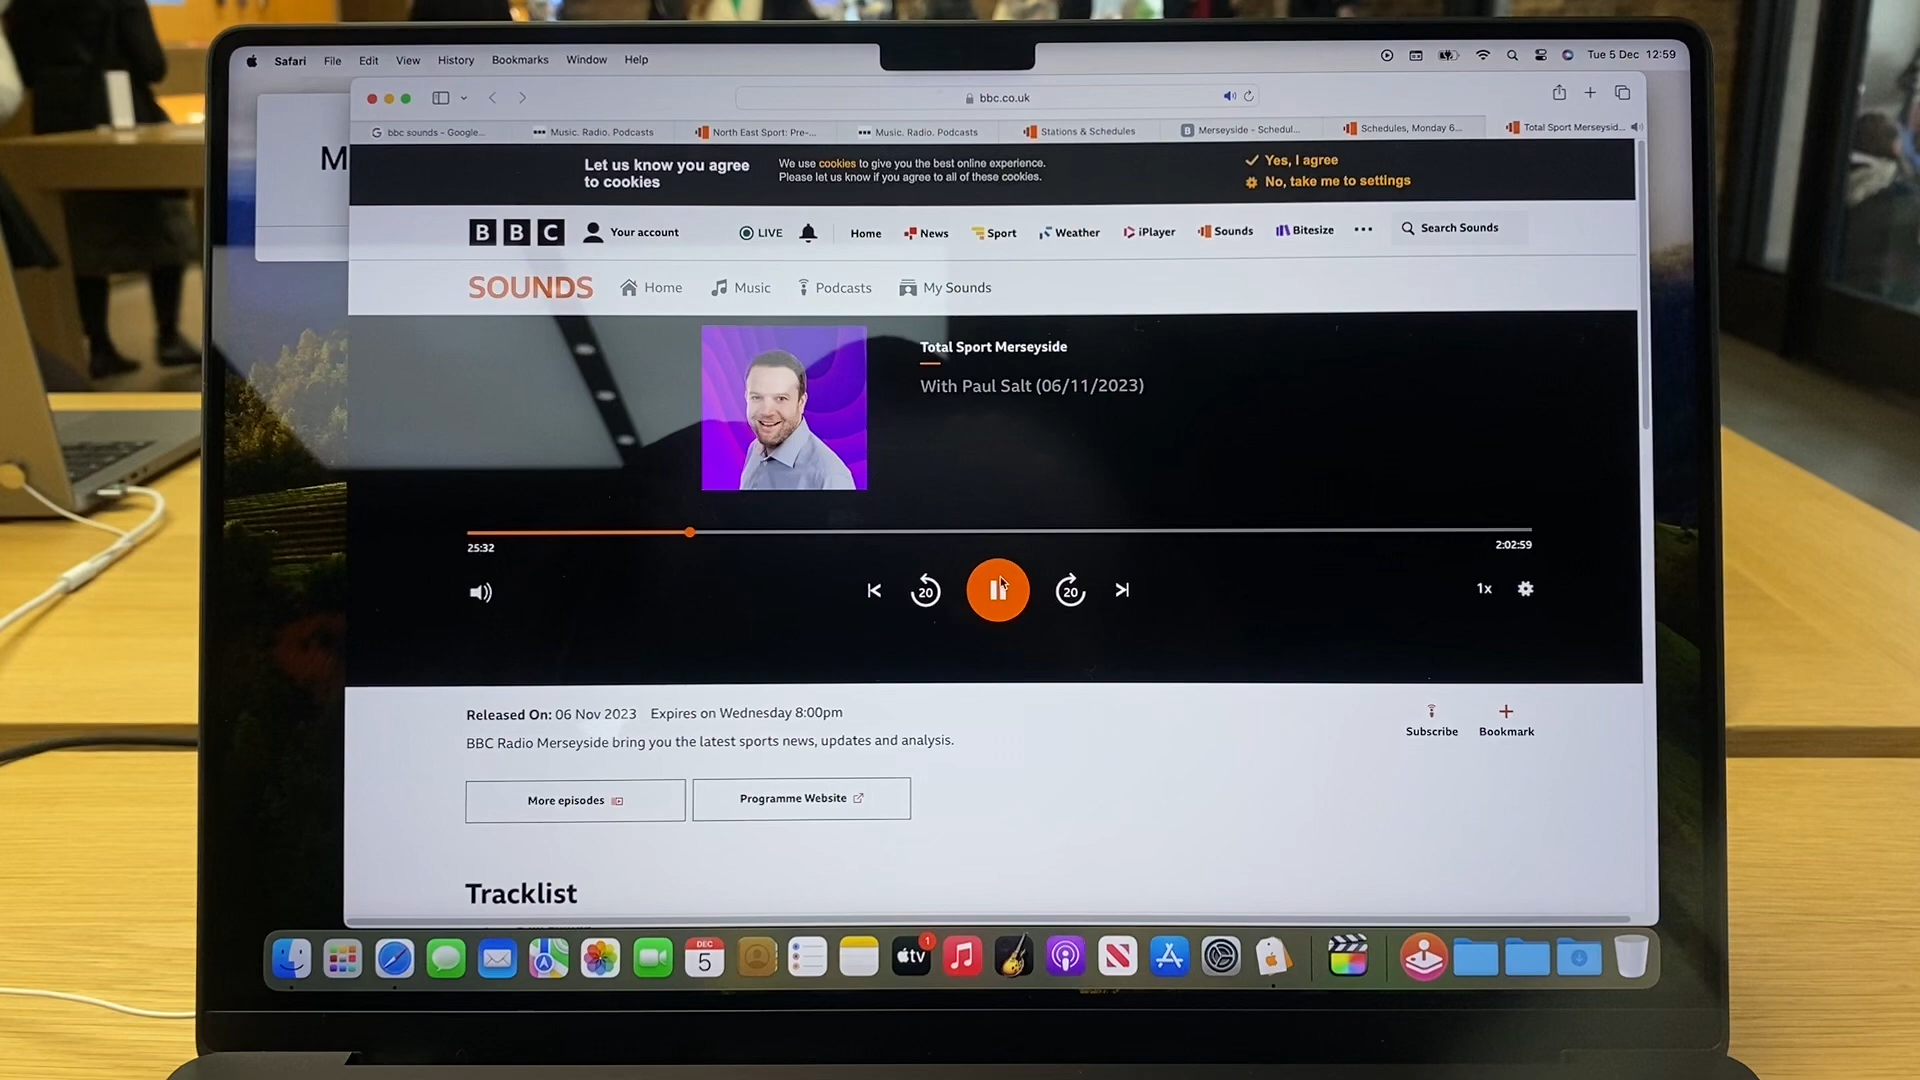 Safari File Edit View History Bookmarks Window Help
Tue 5 Dec 12:59
bbc.co.uk
bbc sounds - Google...
Music. Radio. Podcasts
North East Sport: Pre-...
Music. Radio. Podcasts
Stations & Schedules
Merseyside - Schedul...
Schedules, Monday 6...
Total Sport Merseysid...
M
Let us know you agree
to cookies
We use cookies to give you the best online experience.
Please let us know if you agree to all of these cookies.
Yes, I agree
No, take me to settings
BBC
Your account
LIVE
Home
News
Sport
Weather
iPlayer
Sounds
Bitesize
Search Sounds
SOUNDS
Home
Music
Podcasts
My Sounds
Total Sport Merseyside
With Paul Salt (06/11/2023)
25:32
2:02:59
20
20
1x
Released On: 06 Nov 2023 Expires on Wednesday 8:00pm
BBC Radio Merseyside bring you the latest sports news, updates and analysis.
Subscribe
Bookmark
More episodes
Programme Website
Tracklist
DEC
5
tv
1